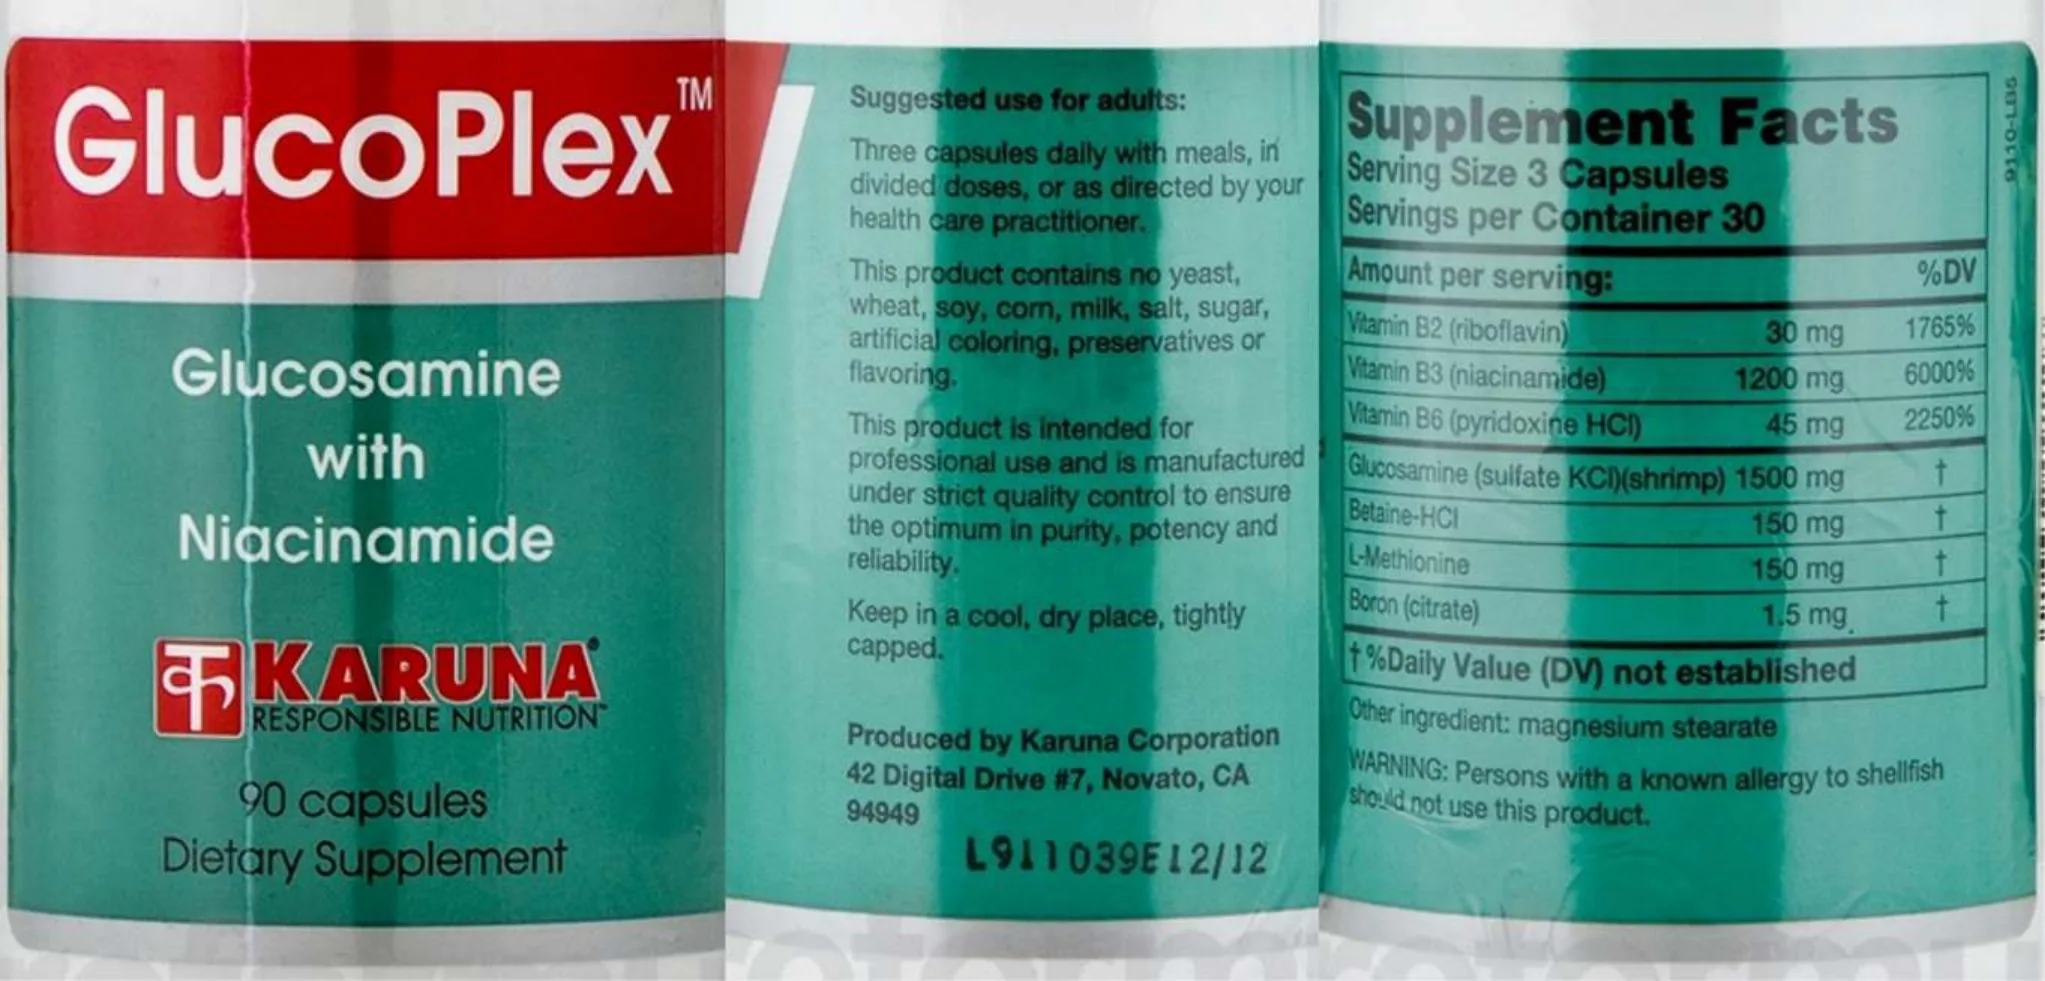 GlucoPlex™
Glucosamine
with
Niacinamide
क KARUNA®
RESPONSIBLE NUTRITION™
90 capsules
Dietary Supplement
Suggested use for adults:
Three capsules daily with meals, in
divided doses, or as directed by your
health care practitioner.
This product contains no yeast,
wheat, soy, corn, milk, salt, sugar,
artificial coloring, preservatives or
flavoring.
This product is intended for
professional use and is manufactured
under strict quality control to ensure
the optimum in purity, potency and
reliability.
Keep in a cool, dry place, tightly
capped.
Produced by Karuna Corporation
42 Digital Drive #7, Novato, CA
94949
L911039E12/12
9110-LB5
Supplement Facts
Serving Size 3 Capsules
Servings per Container 30
Amount per serving: %DV
Vitamin B2 (riboflavin) 30 mg 1765%
Vitamin B3 (niacinamide) 1200 mg 6000%
Vitamin B6 (pyridoxine HCl) 45 mg 2250%
Glucosamine (sulfate KCl)(shrimp) 1500 mg †
Betaine-HCl 150 mg †
L-Methionine 150 mg †
Boron (citrate) 1.5 mg †
† %Daily Value (DV) not established
Other ingredient: magnesium stearate
WARNING: Persons with a known allergy to shellfish
should not use this product.